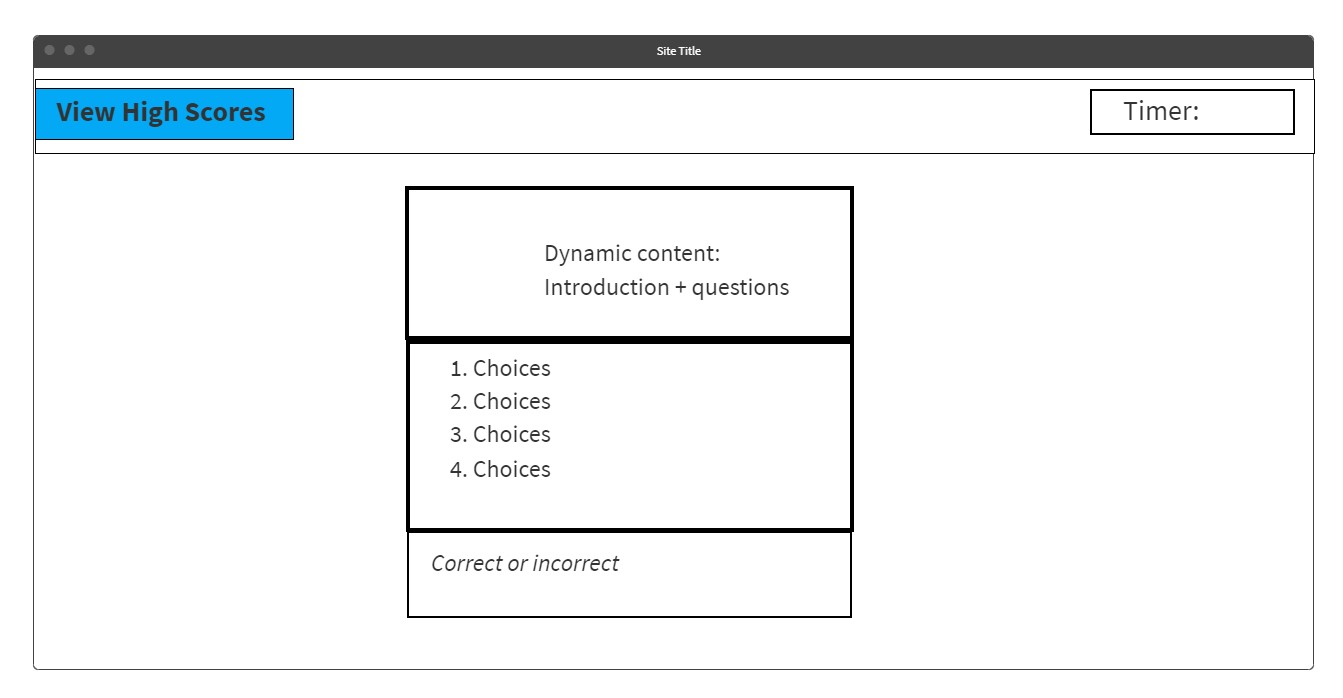 Site Title
View High Scores
Timer:
Dynamic content:
Introduction + questions
1. Choices
2. Choices
3. Choices
4. Choices
Correct or incorrect